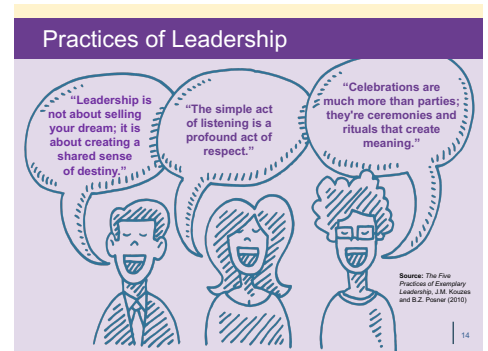 Practices of Leadership
“Leadership is
not about selling
your dream; it is
about creating a
shared sense
of destiny.”
“The simple act
of listening is a
profound act of
respect.”
“Celebrations are
much more than parties;
they’re ceremonies and
rituals that create
meaning.”
Source: The Five
Practices of Exemplary
Leadership, J.M. Kouzes
and B.Z. Posner (2010)
14